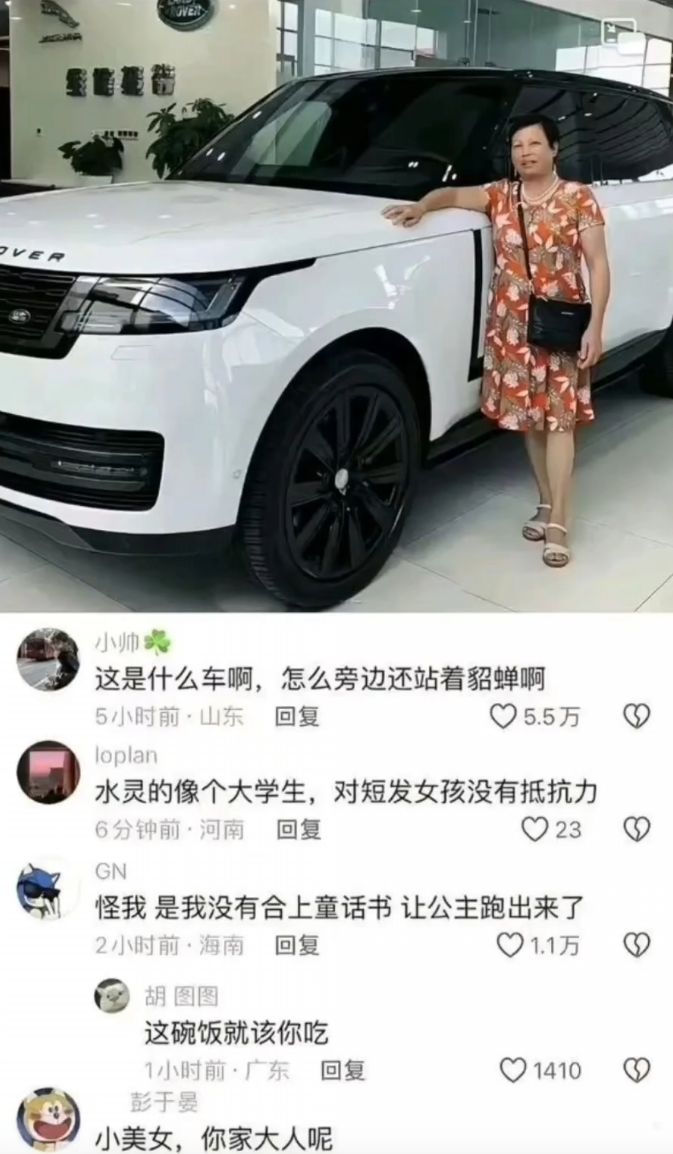 ROVER
OVER
小帅☘️
这是什么车啊，怎么旁边还站着貂蝉啊
5小时前·山东 回复 5.5万
loplan
水灵的像个大学生，对短发女孩没有抵抗力
6分钟前·河南 回复 23
GN
怪我 是我没有合上童话书 让公主跑出来了
2小时前·海南 回复 1.1万
胡 图图
这碗饭就该你吃
1小时前·广东 回复 1410
彭于晏
小美女，你家大人呢